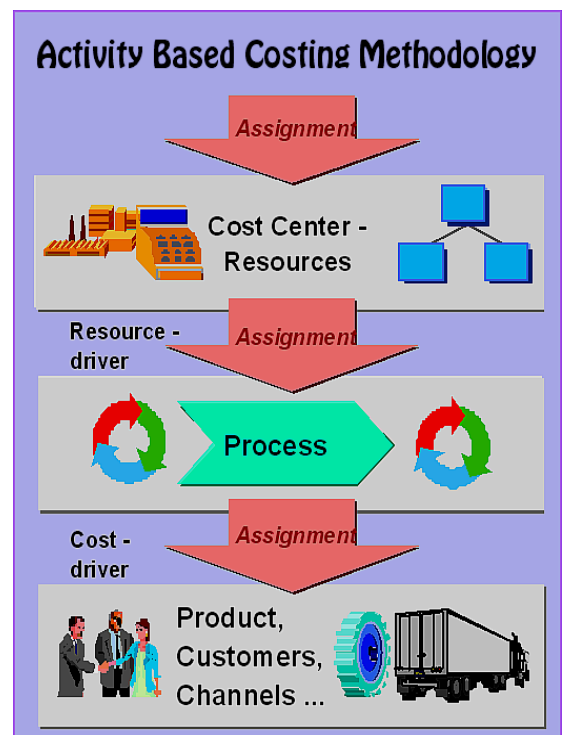 Activity Based Costing Methodology
Assignment
Cost Center -
Resources
Resource -
driver
Assignment
Process
Cost -
driver
Assignment
Product,
Customers,
Channels ...